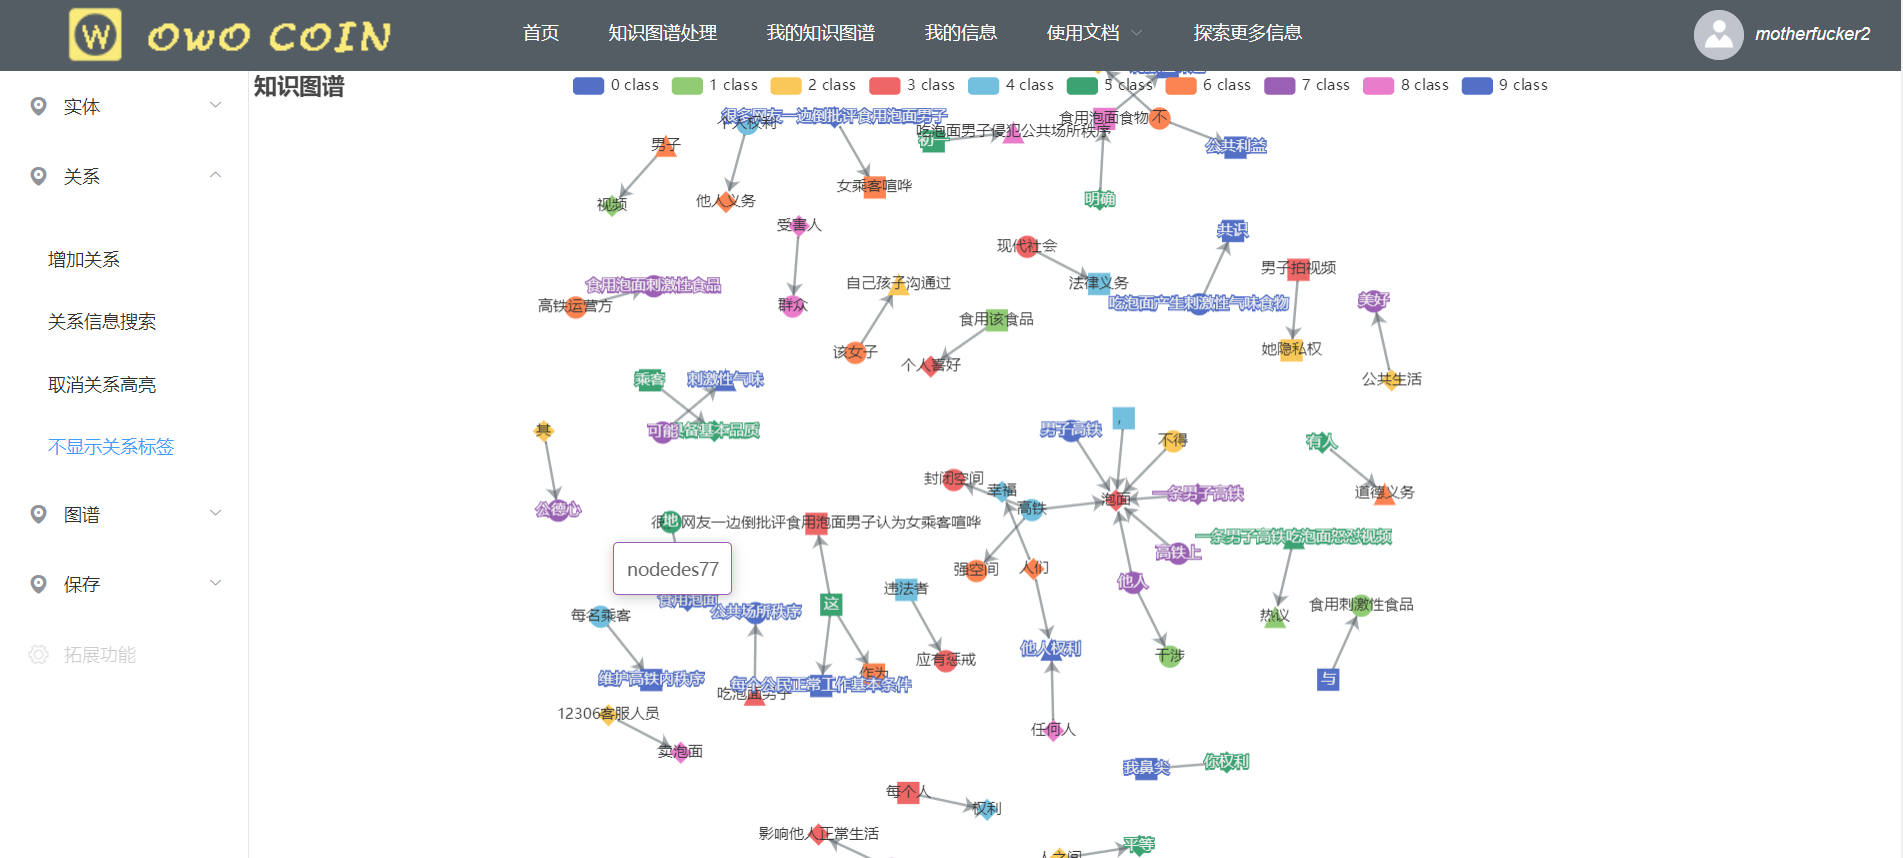 OWO COIN
首页
知识图谱处理
我的知识图谱
我的信息
使用文档
探索更多信息
motherfucker2
实体
关系
增加关系
关系信息搜索
取消关系高亮
不显示关系标签
图谱
保存
拓展功能
知识图谱
0 class
1 class
2 class
3 class
4 class
5 class
6 class
7 class
8 class
9 class
很多网友一边倒批评食用泡面男子
个人权利
吃泡面男子侵犯公共场所秩序
初一
食用泡面食物
不
公共利益
男子
视频
他人义务
女乘客喧哗
明确
受害人
群众
现代社会
法律义务
共识
男子拍视频
食用泡面刺激性食品
高铁运营方
自己孩子沟通过
吃泡面产生刺激性气味食物
美好
食用该食品
该女子
个人喜好
她隐私权
公共生活
乘客
刺激性气味
可能
备基本品质
其
公德心
男子高铁
，
不得
有人
封闭空间
幸福
高铁
泡面
一条男子高铁
道德义务
很
地
网友一边倒批评食用泡面男子认为女乘客喧哗
一条男子高铁吃泡面怒怼视频
高铁上
nodedes77
强空间
人们
他人
违法者
食用泡面
公共场所秩序
这
每名乘客
热议
食用刺激性食品
他人权利
干涉
应有惩戒
作为
维护高铁内秩序
每个公民正常工作基本条件
吃泡面男子
与
12306客服人员
卖泡面
任何人
我鼻尖
你权利
每个人
权利
影响他人正常生活
人之间
平等